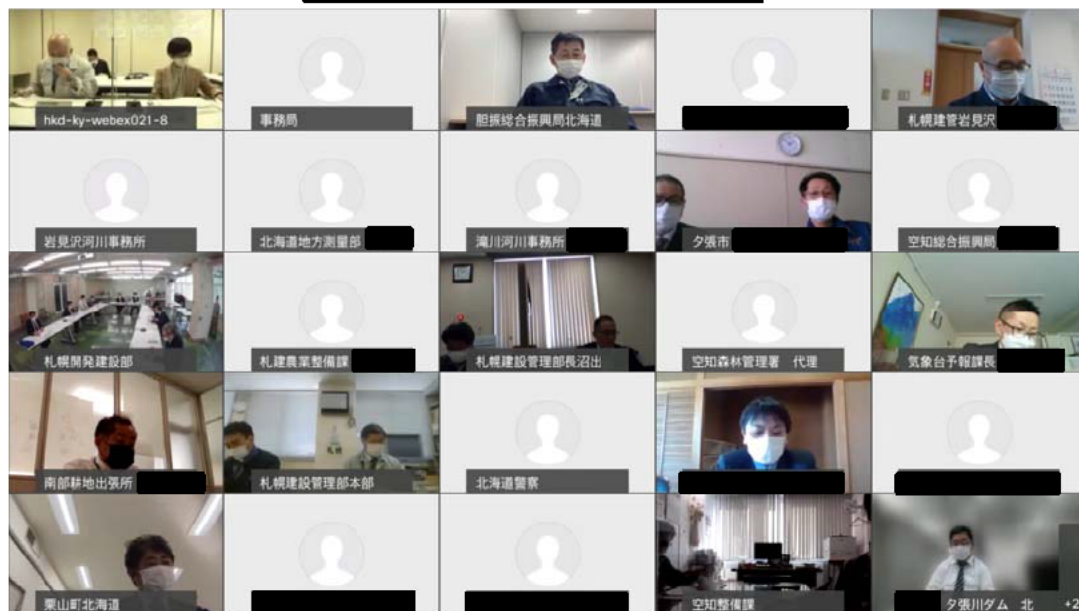 hkd-ky-webex021-8
事務局
胆振総合振興局北海道
札幌建管岩見沢
岩見沢河川事務所
北海道地方測量部
滝川河川事務所
夕張市
空知総合振興局
札幌開発建設部
札建農業整備課
札幌建設管理部長沼出
空知森林管理署 代理
気象台予報課長
南部耕地出張所
札幌建設管理部本部
北海道警察
栗山町北海道
空知整備課
夕張川ダム 北 +2